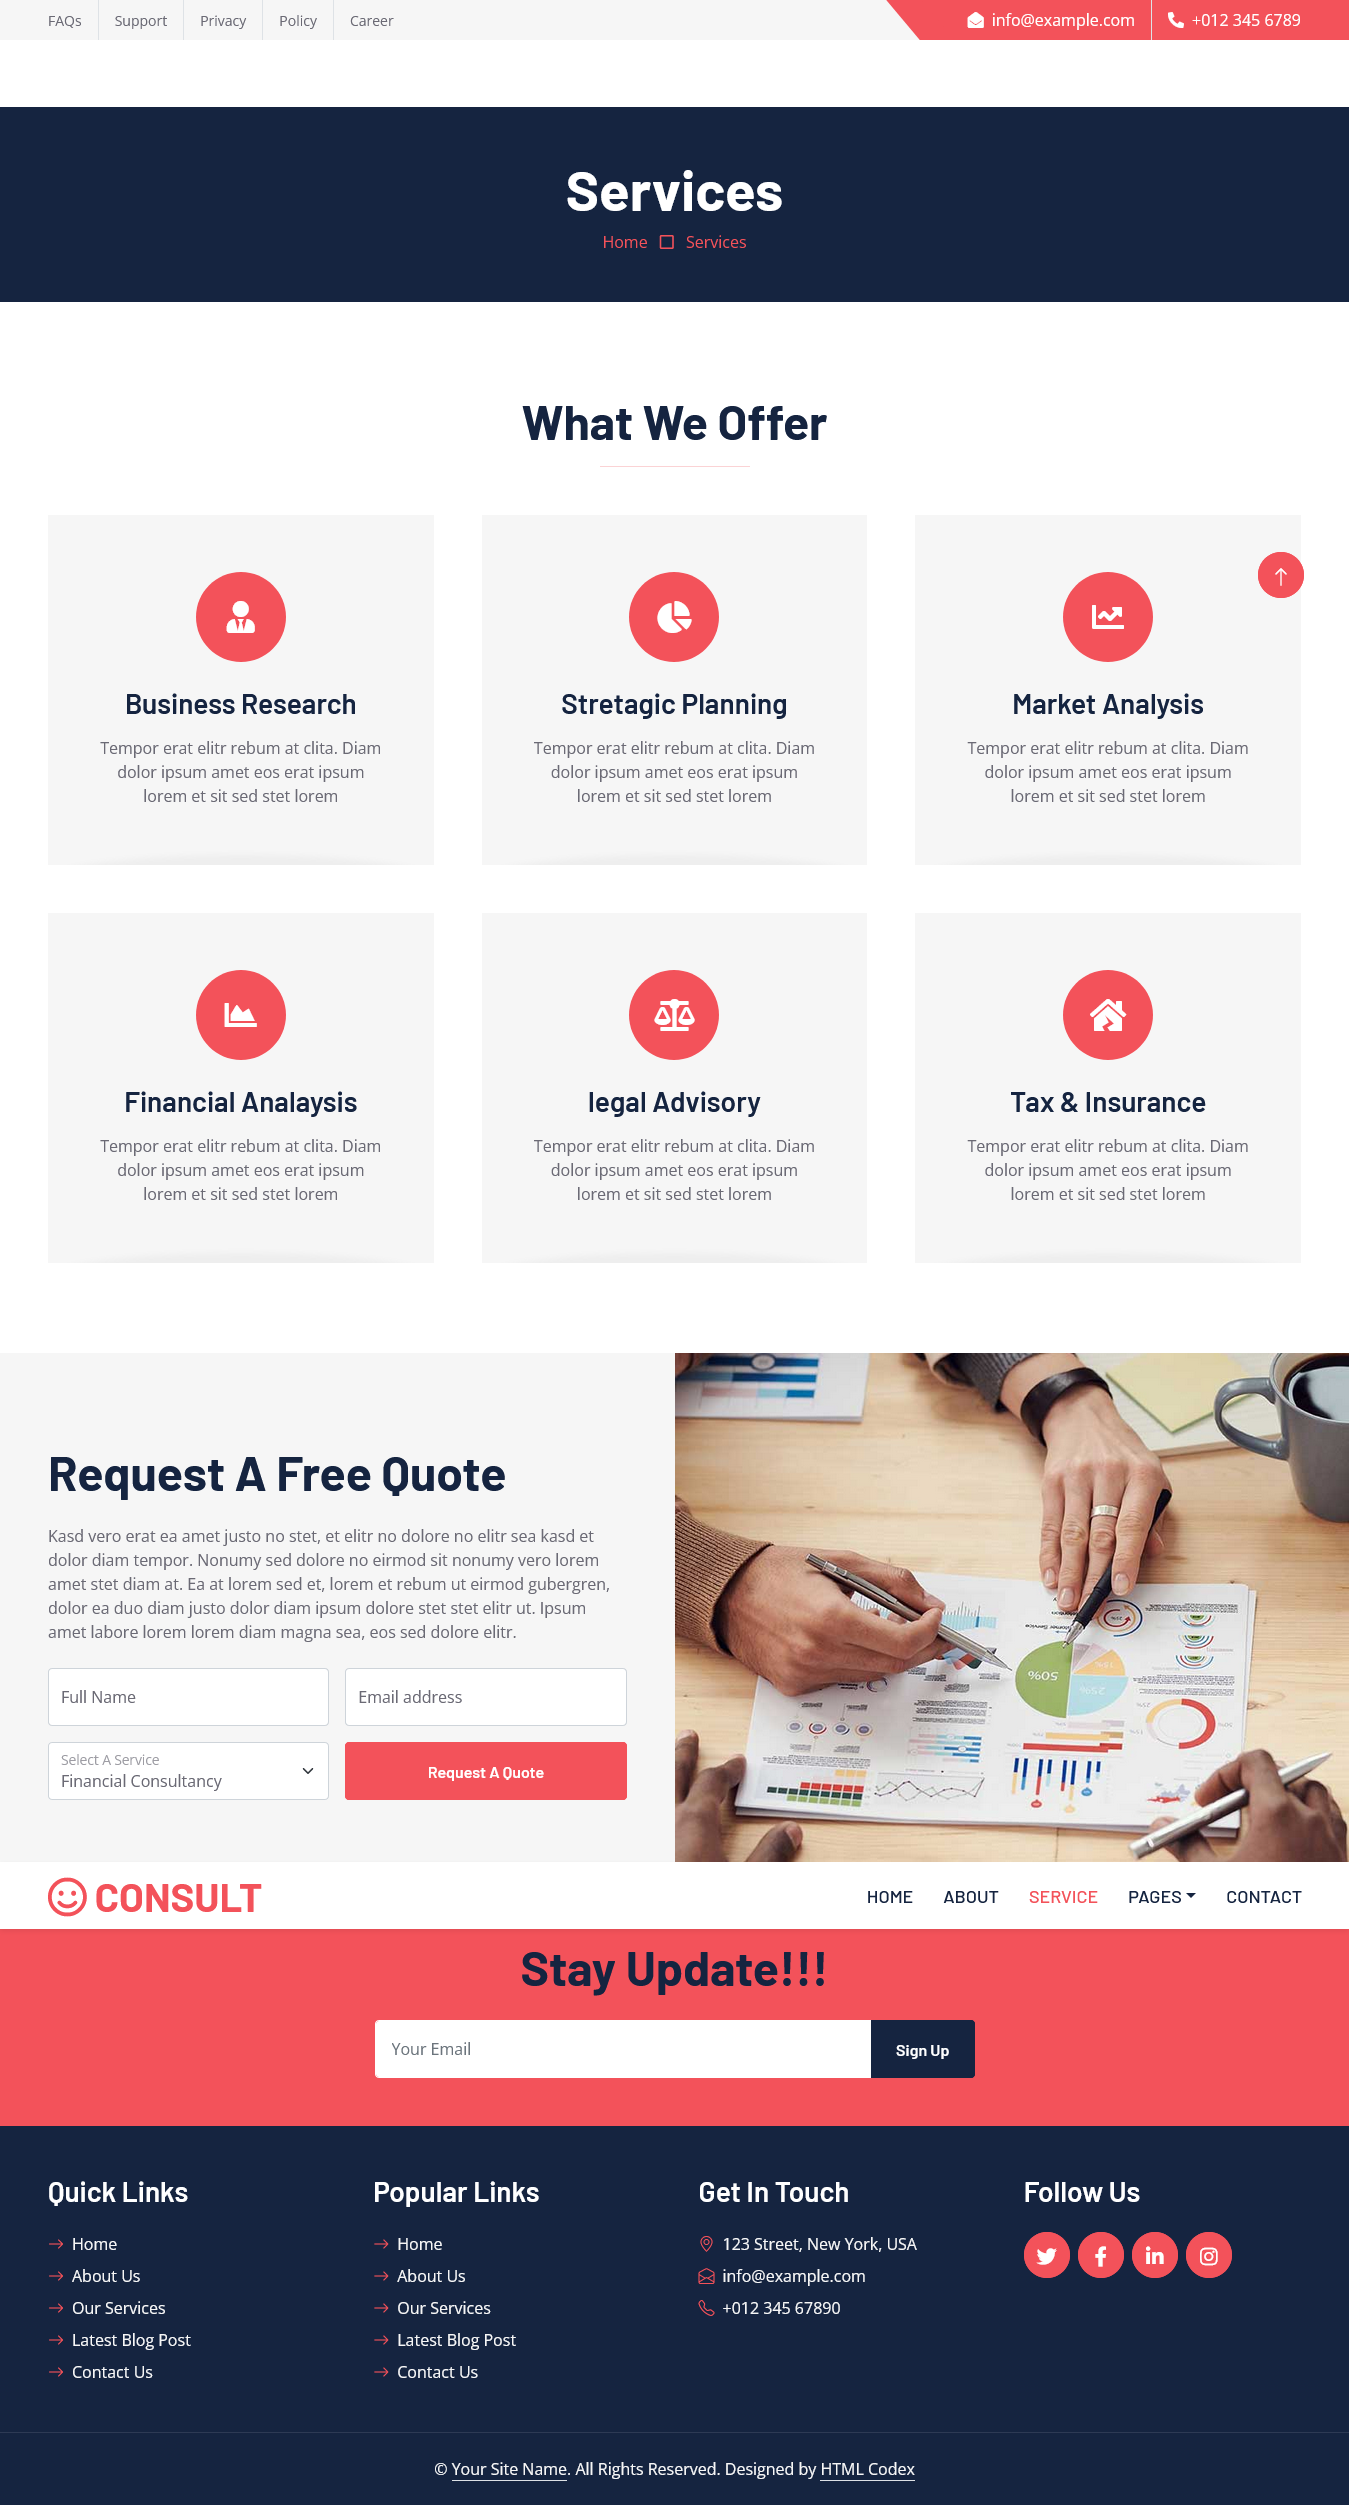 FAQs Support Privacy Policy Career info@example.com +012 345 6789
Services
Home Services
What We Offer
Business Research
Tempor erat elitr rebum at clita. Diam
dolor ipsum amet eos erat ipsum
lorem et sit sed stet lorem
Stretagic Planning
Tempor erat elitr rebum at clita. Diam
dolor ipsum amet eos erat ipsum
lorem et sit sed stet lorem
Market Analysis
Tempor erat elitr rebum at clita. Diam
dolor ipsum amet eos erat ipsum
lorem et sit sed stet lorem
Financial Analaysis
Tempor erat elitr rebum at clita. Diam
dolor ipsum amet eos erat ipsum
lorem et sit sed stet lorem
legal Advisory
Tempor erat elitr rebum at clita. Diam
dolor ipsum amet eos erat ipsum
lorem et sit sed stet lorem
Tax & Insurance
Tempor erat elitr rebum at clita. Diam
dolor ipsum amet eos erat ipsum
lorem et sit sed stet lorem
Request A Free Quote
Kasd vero erat ea amet justo no stet, et elitr no dolore no elitr sea kasd et
dolor diam tempor. Nonumy sed dolore no eirmod sit nonumy vero lorem
amet stet diam at. Ea at lorem sed et, lorem et rebum ut eirmod gubergren,
dolor ea duo diam justo dolor diam ipsum dolore stet stet elitr ut. Ipsum
amet labore lorem lorem diam magna sea, eos sed dolore elitr.
Full Name
Email address
Select A Service
Financial Consultancy
Request A Quote
50%
25%
CONSULT
HOME ABOUT SERVICE PAGES CONTACT
Stay Update!!!
Your Email
Sign Up
Quick Links
Home
About Us
Our Services
Latest Blog Post
Contact Us
Popular Links
Home
About Us
Our Services
Latest Blog Post
Contact Us
Get In Touch
123 Street, New York, USA
info@example.com
+012 345 67890
Follow Us
© Your Site Name. All Rights Reserved. Designed by HTML Codex